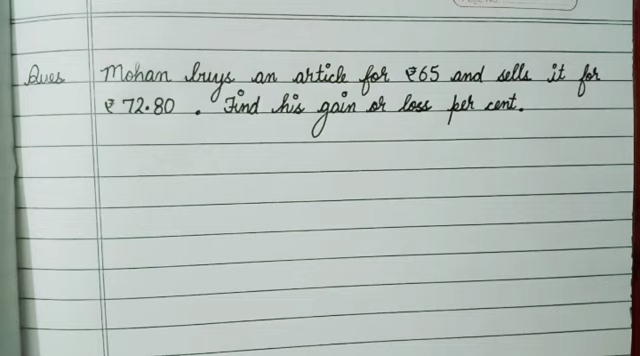 Ques Mohan buys an article for ₹65 and sells it for
₹ 72.80 . Find his gain or loss per cent.